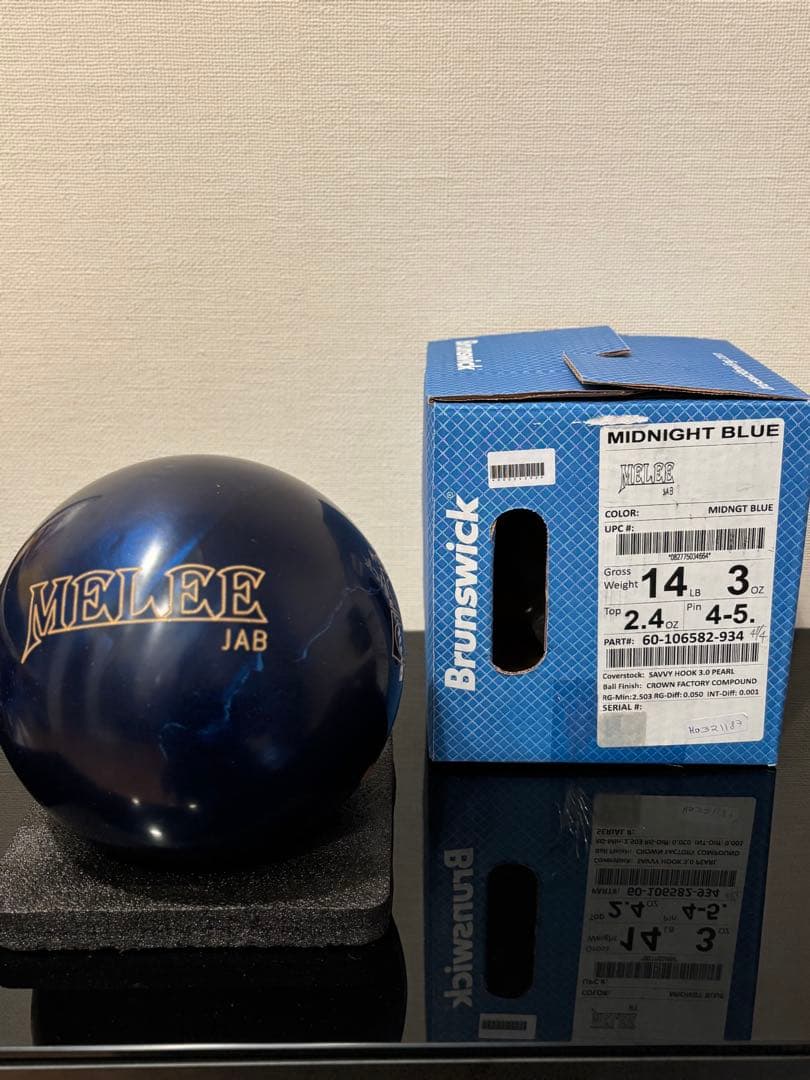 MELEE
JAB
Brunswick
Brunswick®
MIDNIGHT BLUE
MELEE
JAB
COLOR: MIDNGT BLUE
UPC #:
*082775034664*
Gross Weight 14 LB 3 OZ
Top 2.4 OZ Pin 4-5.
PART#: 60-106582-934
Coverstock: SAVVY HOOK 3.0 PEARL
Ball Finish: CROWN FACTORY COMPOUND
RG-Min:2.503 RG-Diff: 0.050 INT-Diff: 0.001
SERIAL #: